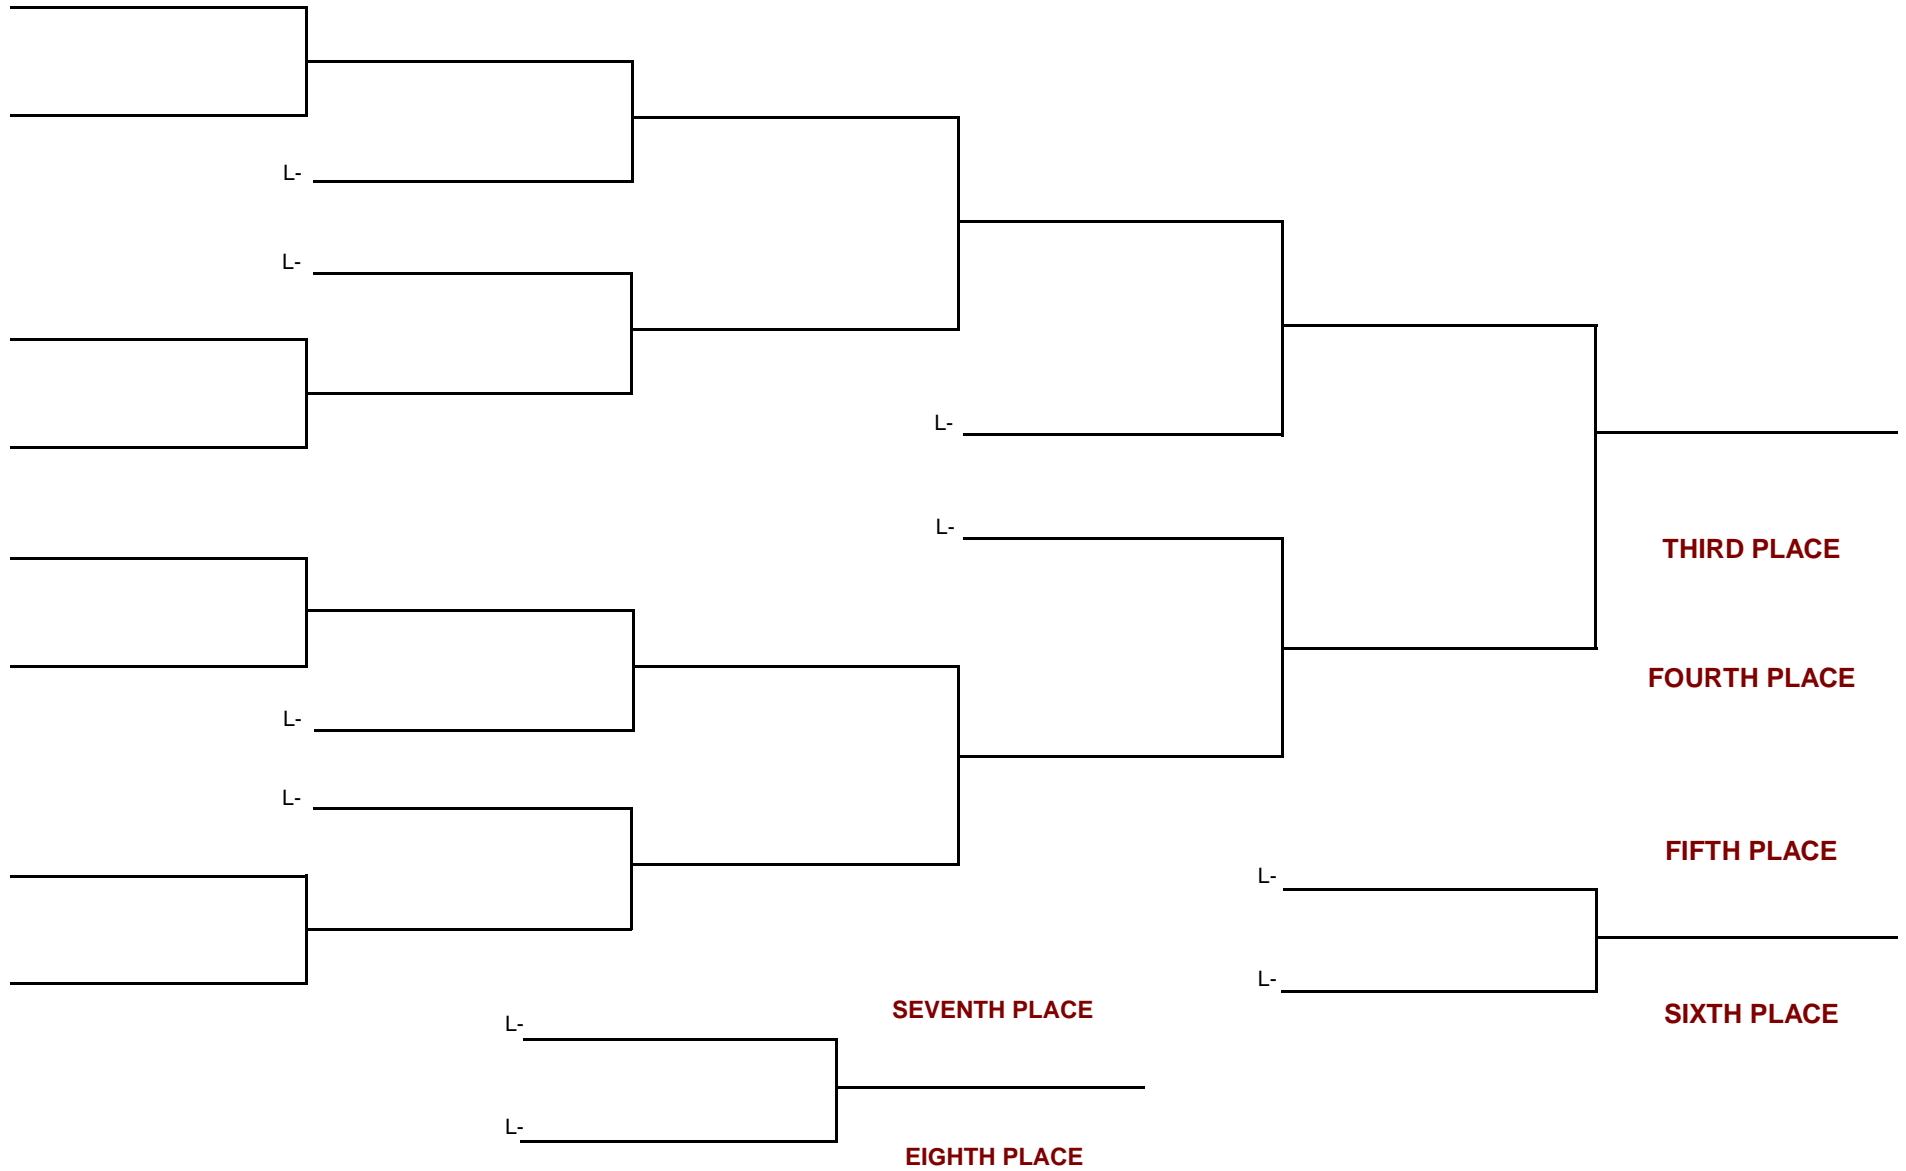 L-
L-
L-
L-
THIRD PLACE
FOURTH PLACE
L-
L-
FIFTH PLACE
L-
L-
SIXTH PLACE
SEVENTH PLACE
L-
L-
EIGHTH PLACE